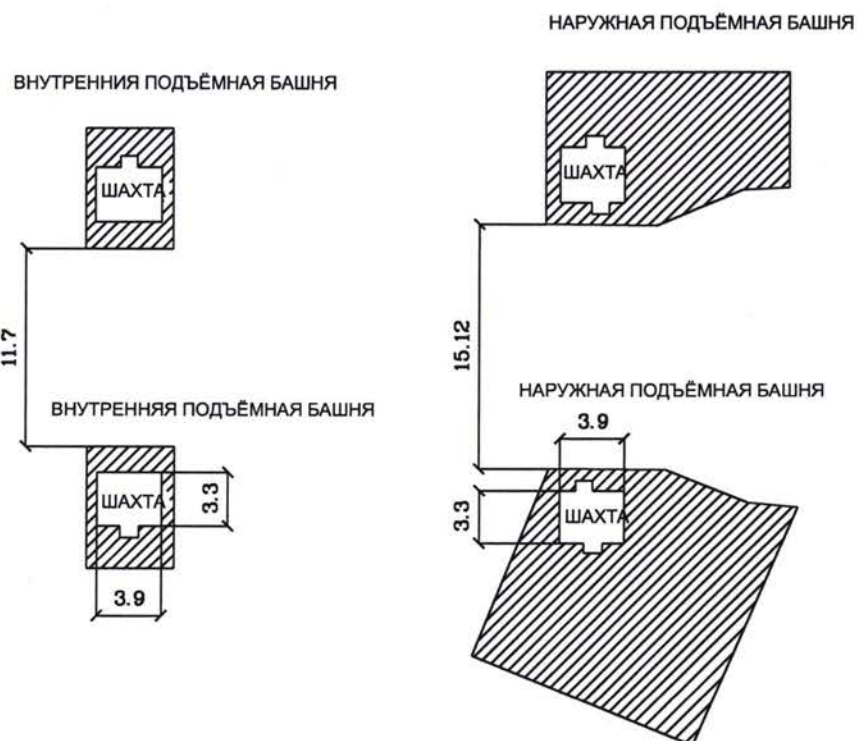 НАРУЖНАЯ ПОДЪЁМНАЯ БАШНЯ
ВНУТРЕННИЯ ПОДЪЁМНАЯ БАШНЯ
ШАХТА
ШАХТА
11.7
15.12
НАРУЖНАЯ ПОДЪЁМНАЯ БАШНЯ
ВНУТРЕННЯЯ ПОДЪЁМНАЯ БАШНЯ
3.9
ШАХТА
3.3
3.3
ШАХТА
3.9